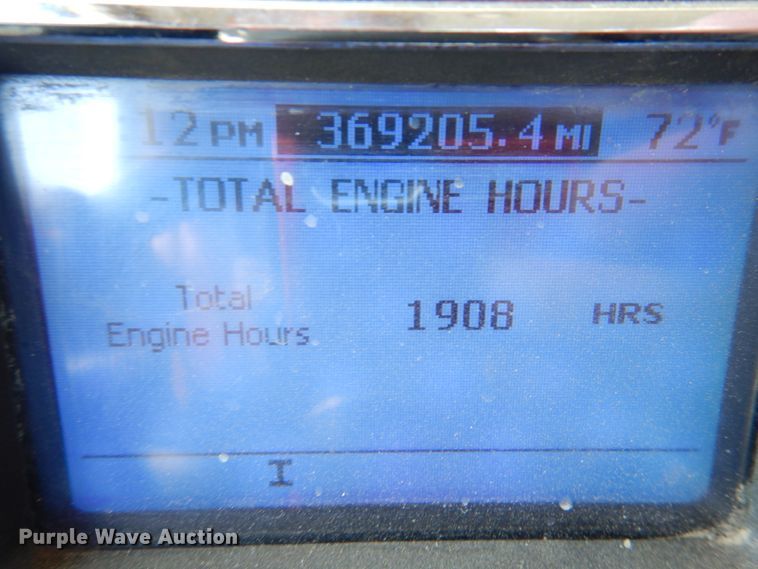 12 PM 369205.4 MI 72°F
-TOTAL ENGINE HOURS-
Total
Engine Hours 1908 HRS
I
Purple Wave Auction